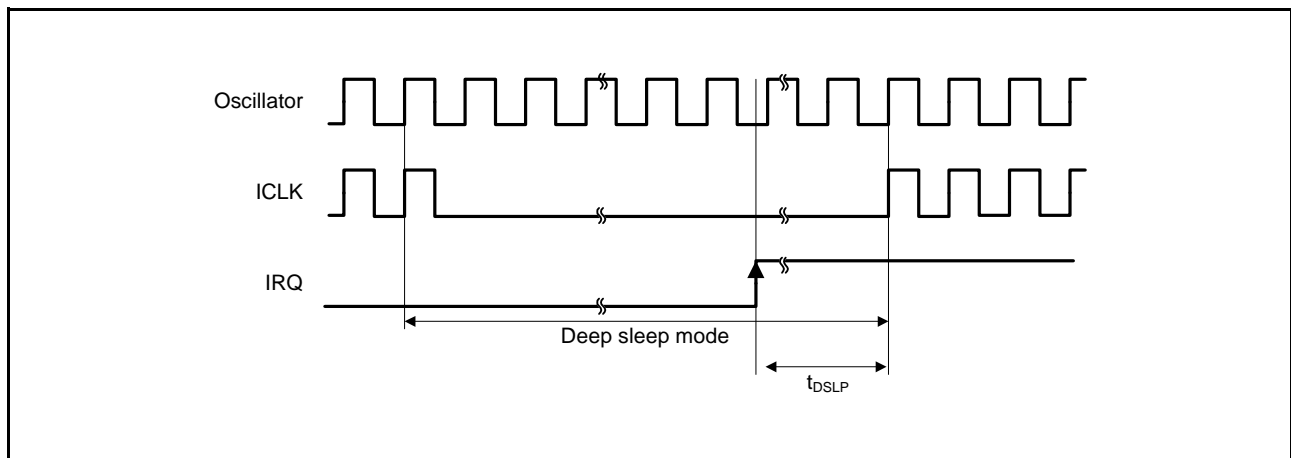 Oscillator
ICLK
IRQ
Deep sleep mode
tDSLP